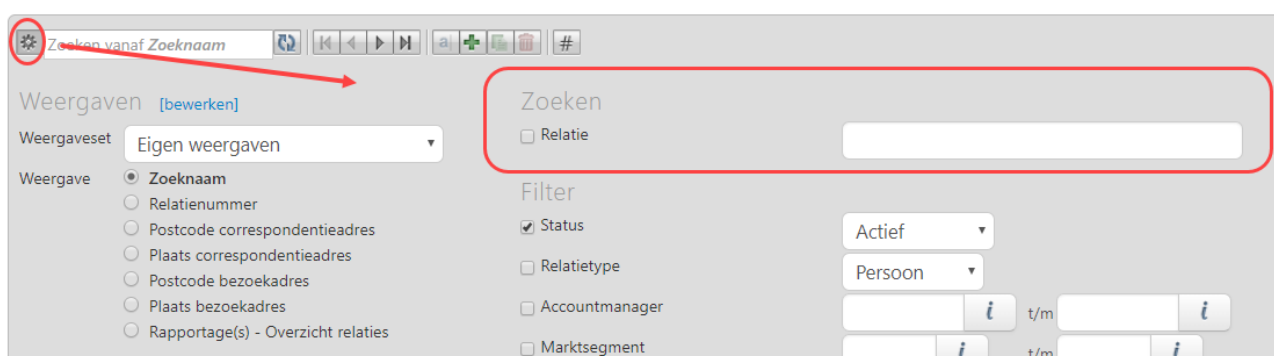 Zoeken vanaf Zoeknaam
a
#
Weergaven [bewerken]
Weergaveset Eigen weergaven
Weergave Zoeknaam
Relatienummer
Postcode correspondentieadres
Plaats correspondentieadres
Postcode bezoekadres
Plaats bezoekadres
Rapportage(s) - Overzicht relaties
Zoeken
Relatie
Filter
Status Actief
Relatietype Persoon
Accountmanager i t/m i
Marktsegment i t/m i